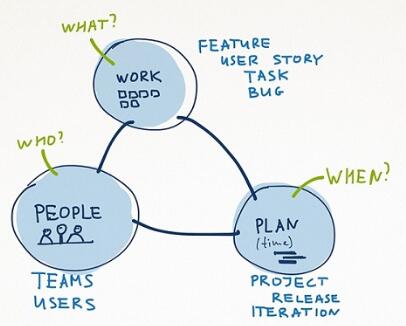 WHAT?
WORK
FEATURE
USER STORY
TASK
BUG
WHO?
PEOPLE
TEAMS
USERS
WHEN?
PLAN
(time)
PROJECT
RELEASE
ITERATION